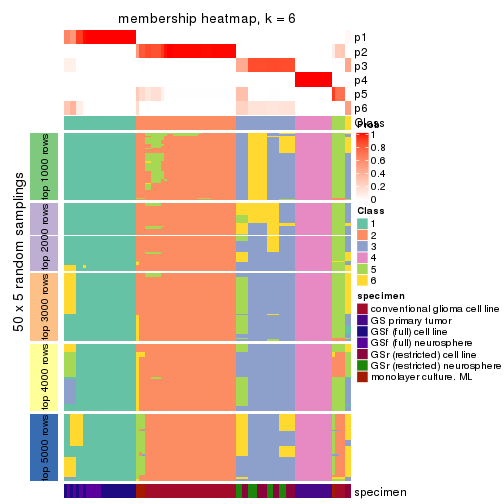 membership heatmap, k = 6
p1
p2
p3
p4
p5
p6
Class
Prob
1
0.8
0.6
0.4
0.2
0
Class
1
2
3
4
5
6
specimen
conventional glioma cell line
GS primary tumor
GSf (full) cell line
GSf (full) neurosphere
GSr (restricted) cell line
GSr (restricted) neurosphere
monolayer culture, ML
50 x 5 random samplings
top 1000 rows
top 2000 rows
top 3000 rows
top 4000 rows
top 5000 rows
specimen